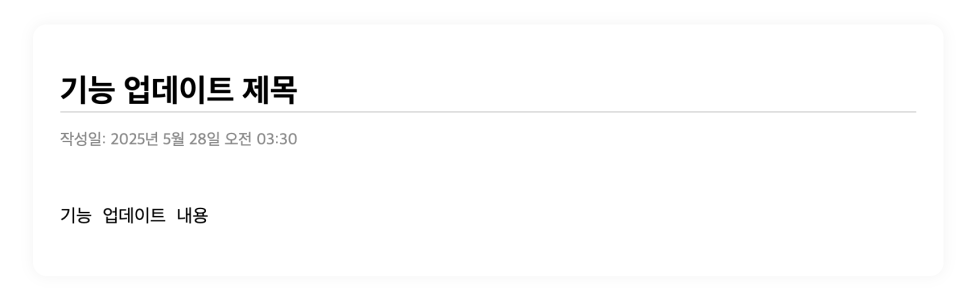 기능 업데이트 제목
작성일: 2025년 5월 28일 오전 03:30
기능 업데이트 내용